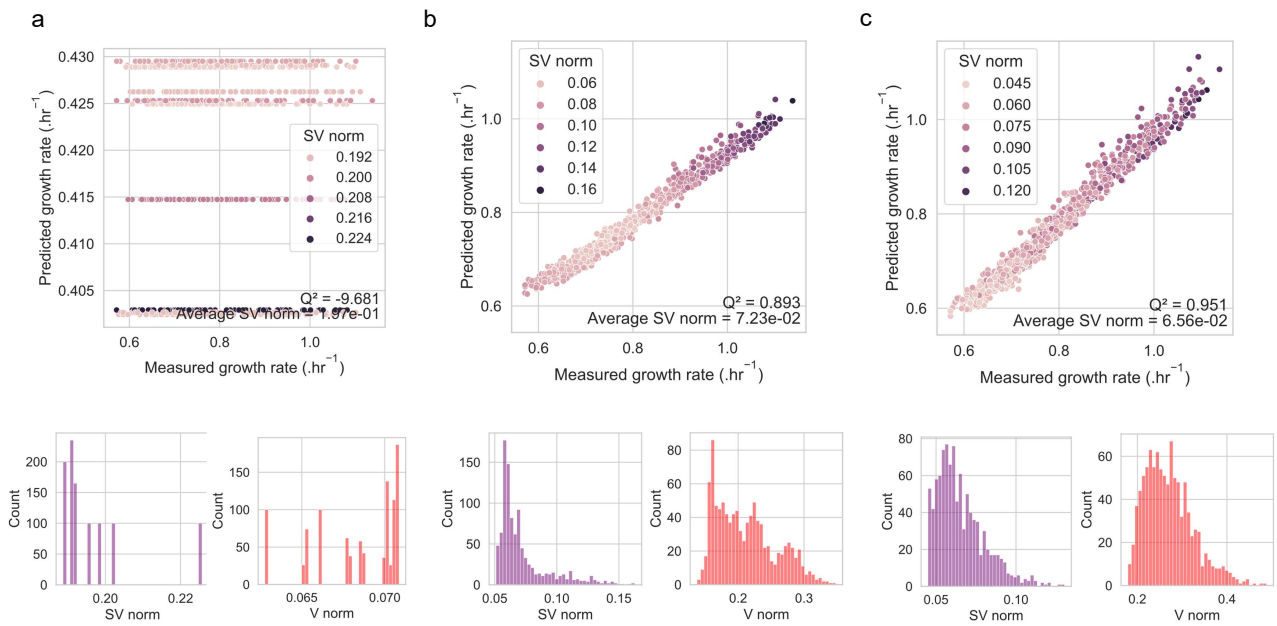 a
b
c
Predicted growth rate (.hr⁻¹)
0.430
0.425
0.420
0.415
0.410
0.405
SV norm
0.192
0.200
0.208
0.216
0.224
Q² = -9.681
Average SV norm = 1.97e-01
0.6
0.8
1.0
Measured growth rate (.hr⁻¹)
Predicted growth rate (.hr⁻¹)
1.0
0.8
0.6
SV norm
0.06
0.08
0.10
0.12
0.14
0.16
Q² = 0.893
Average SV norm = 7.23e-02
0.6
0.8
1.0
Measured growth rate (.hr⁻¹)
Predicted growth rate (.hr⁻¹)
1.0
0.8
0.6
SV norm
0.045
0.060
0.075
0.090
0.105
0.120
Q² = 0.951
Average SV norm = 6.56e-02
0.6
0.8
1.0
Measured growth rate (.hr⁻¹)
Count
200
150
100
50
0
0.20
0.22
SV norm
Count
150
100
50
0
0.065
0.070
V norm
Count
150
100
50
0
0.05
0.10
0.15
SV norm
Count
80
60
40
20
0
0.2
0.3
V norm
Count
80
60
40
20
0
0.05
0.10
SV norm
Count
60
40
20
0
0.2
0.4
V norm